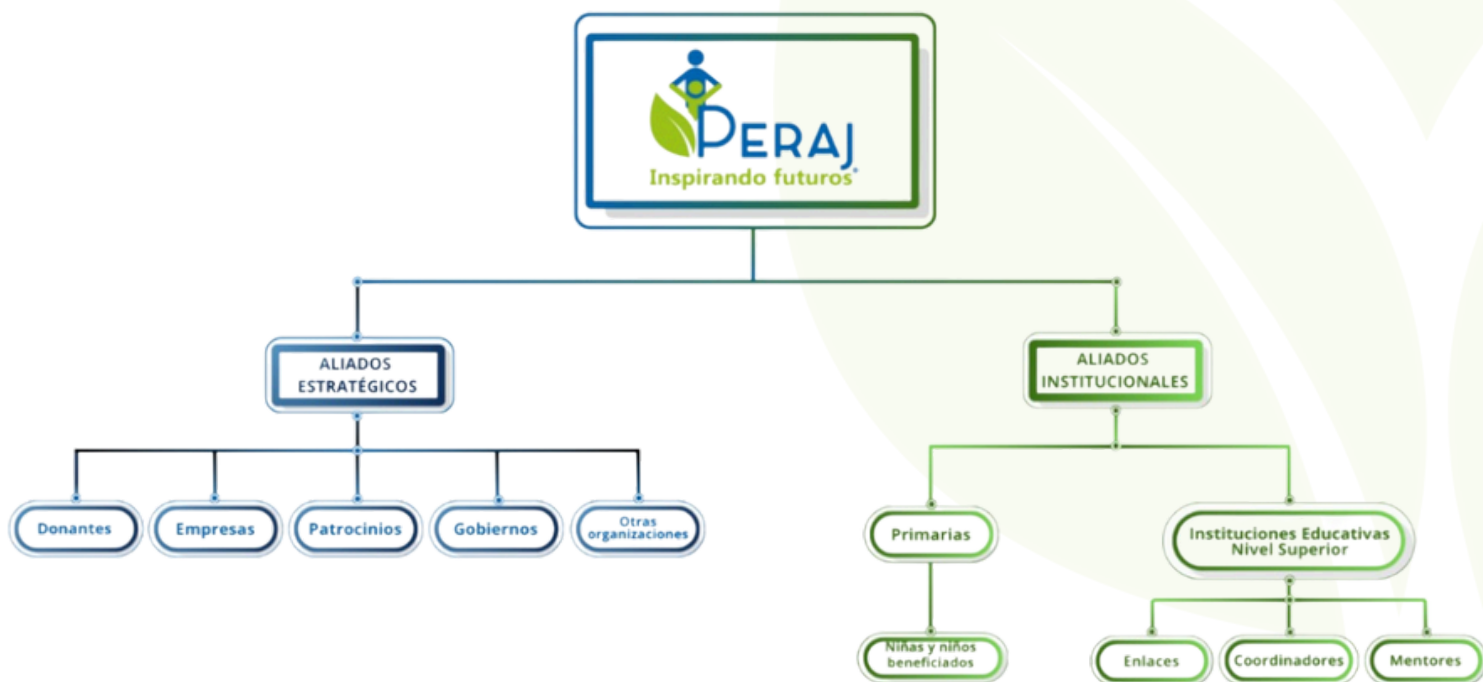 PERAJ
Inspirando futuros
ALIADOS
ESTRATÉGICOS
ALIADOS
INSTITUCIONALES
Donantes
Empresas
Patrocinios
Gobiernos
Otras
organizaciones
Primarias
Instituciones Educativas
Nivel Superior
Niñas y niños
beneficiados
Enlaces
Coordinadores
Mentores